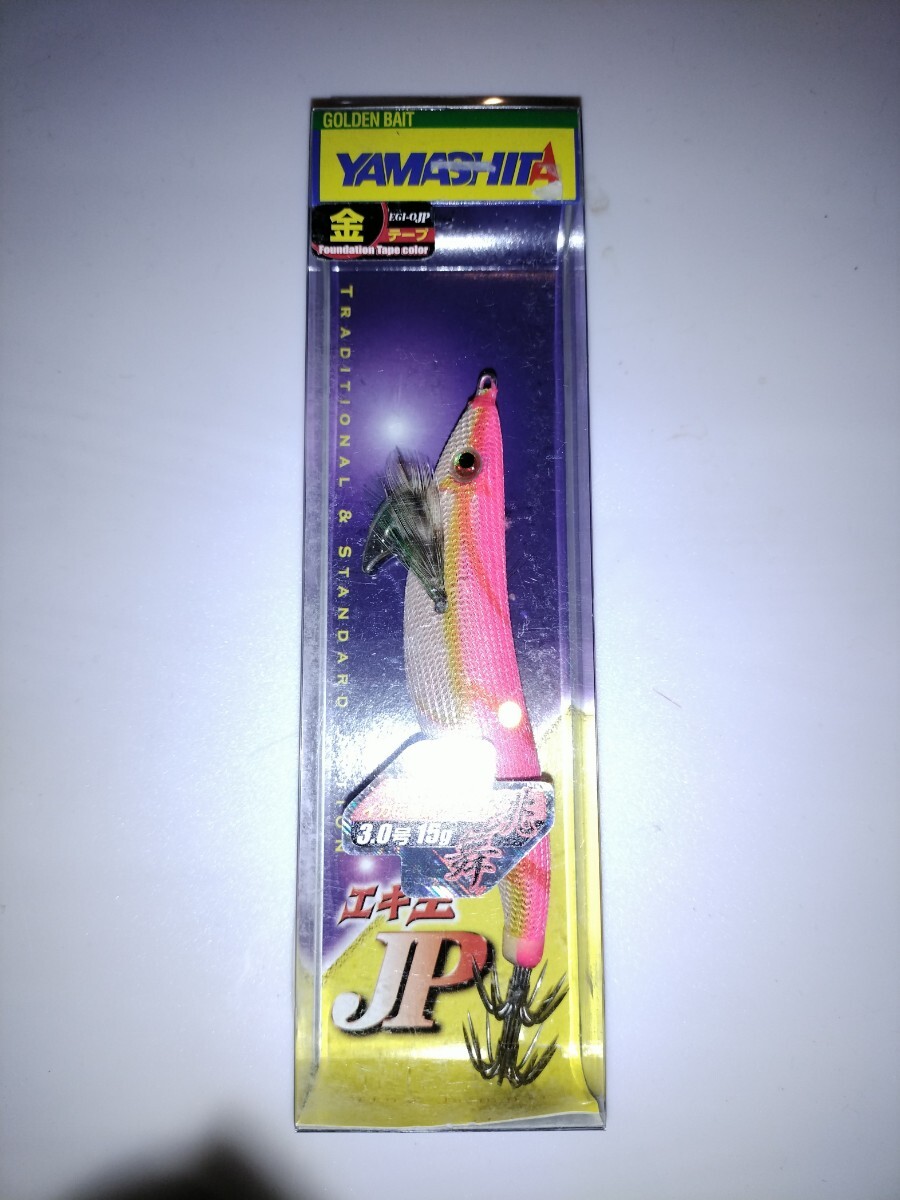 GOLDEN BAIT
YAMASHITA
金
EGI-OJP
テープ
Foundation Tape color
TRADITIONAL & STANDARD
3.0号 15g
エギ王
JP